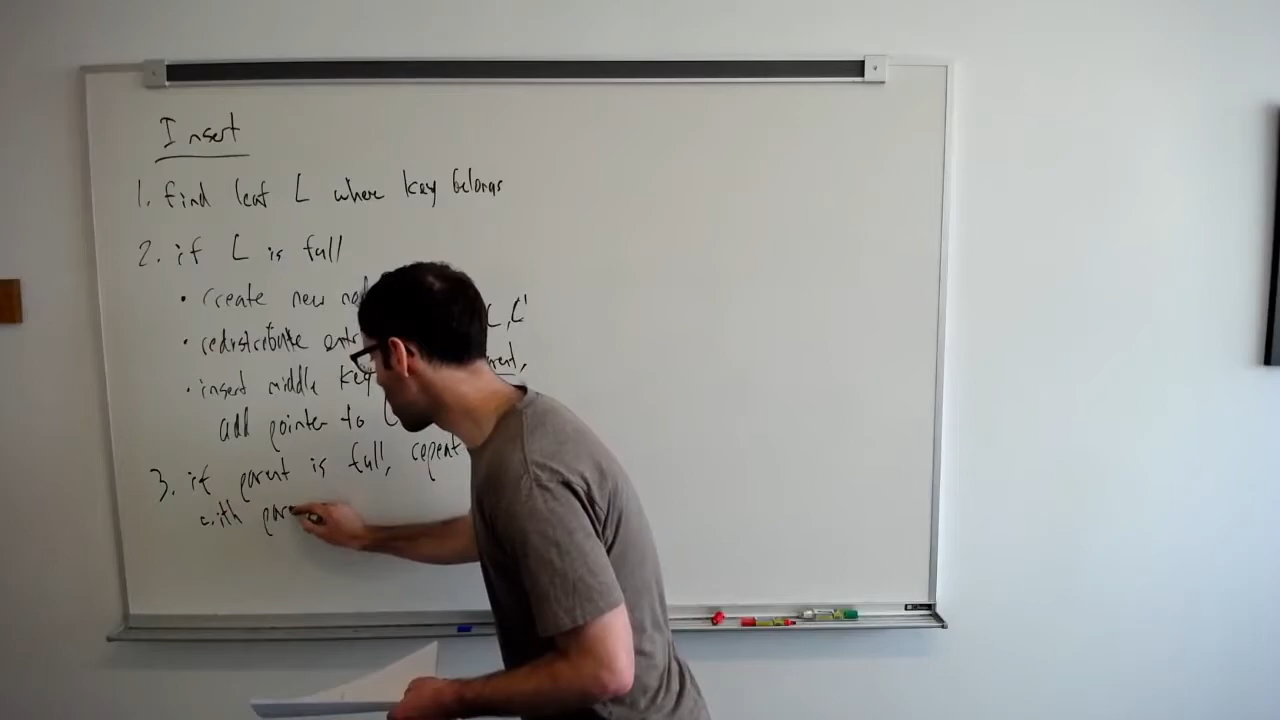 Insert
1. find leaf L where key belongs
2. if L is full
• create new L, L'
• redistribute
• insert middle key
add pointer to
3. if parent is full, repeat
with